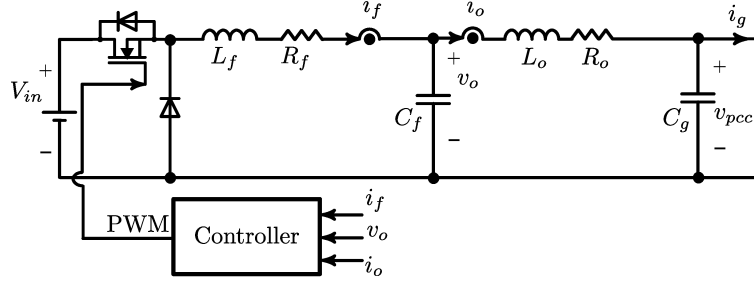 i_f i_o i_g
+ L_f R_f + L_o R_o +
V_in v_o
C_f C_g v_pcc
− − −
PWM Controller i_f
v_o
i_o